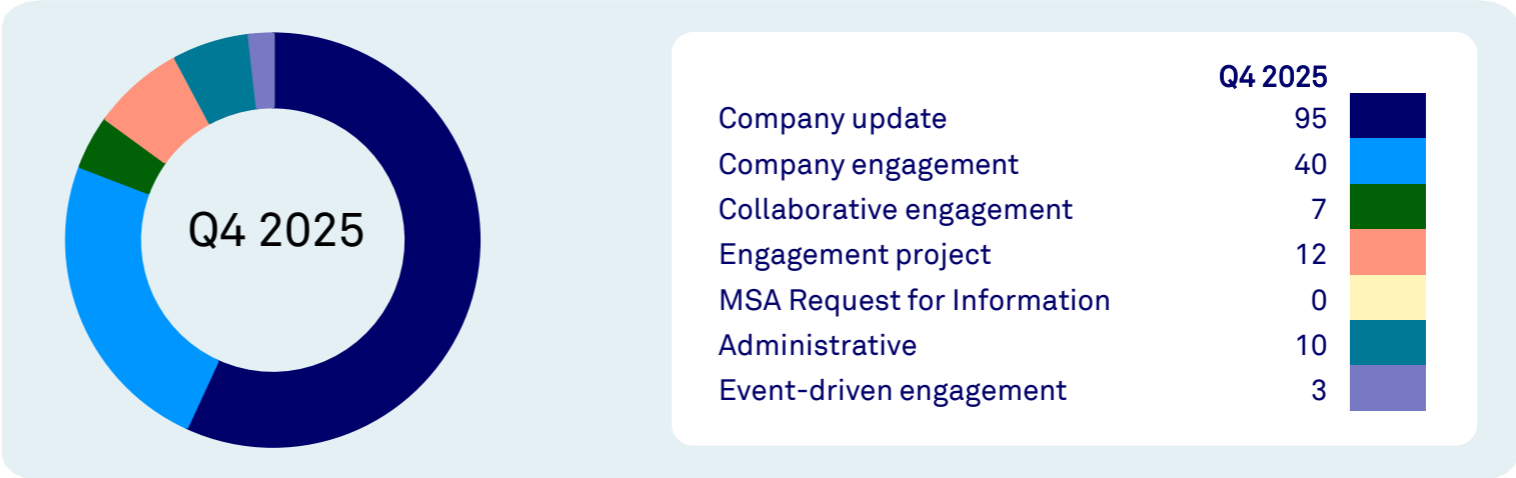 Q4 2025
Q4 2025
Company update 95
Company engagement 40
Collaborative engagement 7
Engagement project 12
MSA Request for Information 0
Administrative 10
Event-driven engagement 3